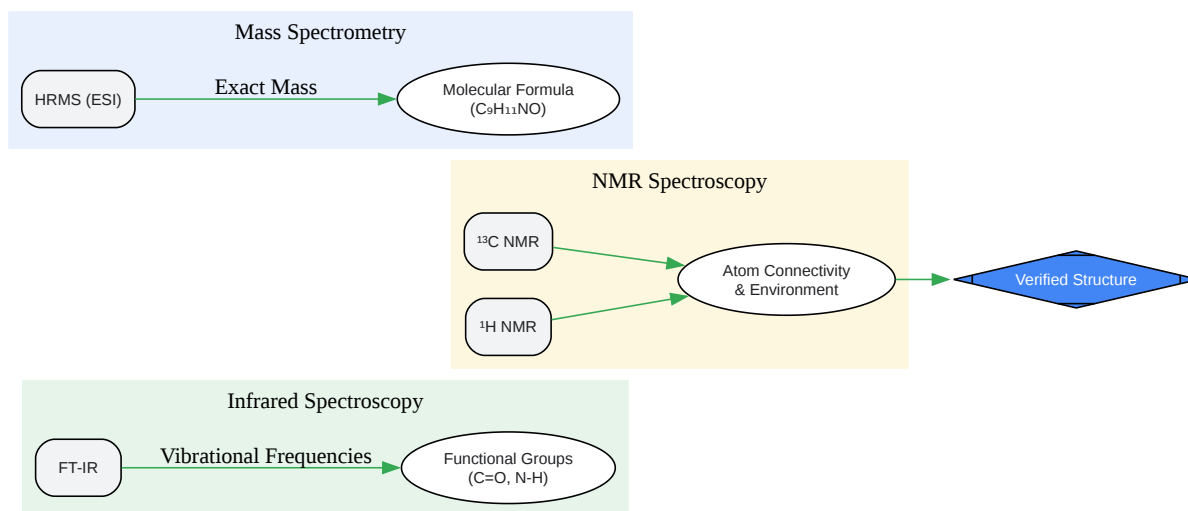 Mass Spectrometry
HRMS (ESI)
Exact Mass
Molecular Formula
(C₉H₁₁NO)
NMR Spectroscopy
¹³C NMR
¹H NMR
Atom Connectivity
& Environment
Verified Structure
Infrared Spectroscopy
FT-IR
Vibrational Frequencies
Functional Groups
(C=O, N-H)